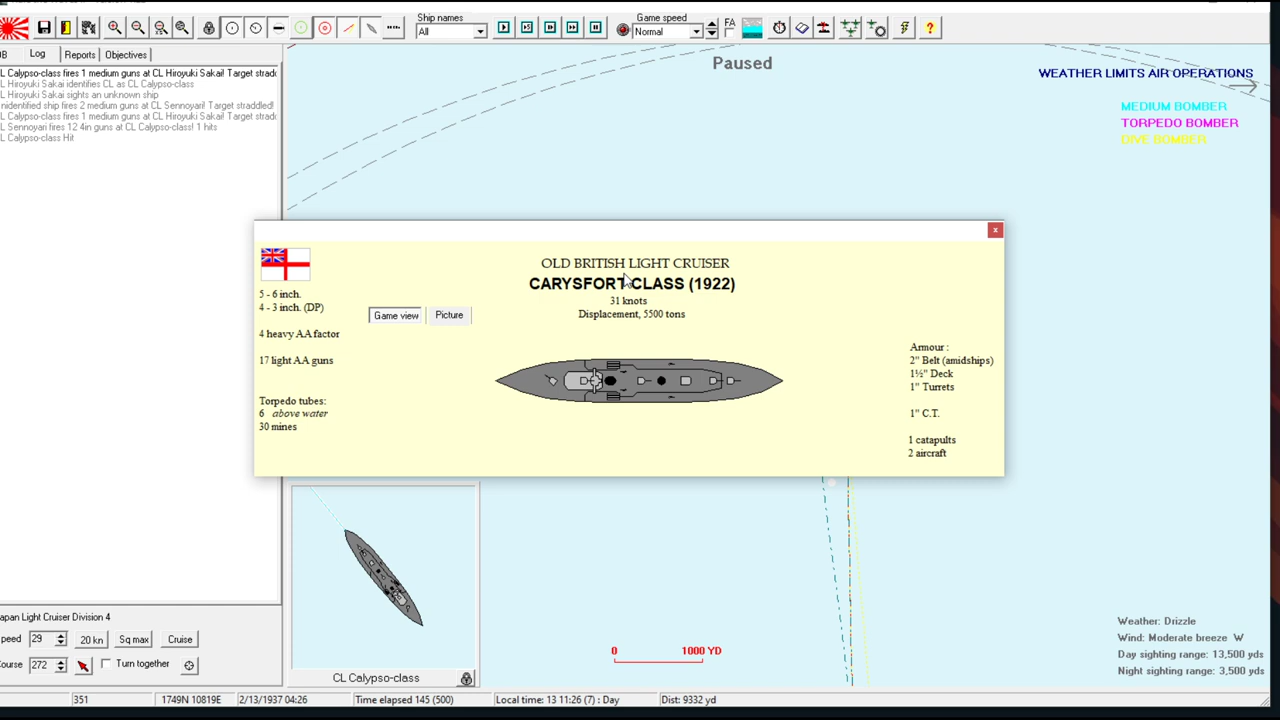 Ship names
Game speed
All
Normal
FA
Log
Reports
Objectives
L Calypso-class fires 1 medium guns at CL Hiroyuki Sakai! Target stradd
L Hiroyuki Sakai identifies CL as CL Calypso-class
L Hiroyuki Sakai sights an unknown ship
nidentified ship fires 2 medium guns at CL Sennoyari! Target straddled!
L Calypso-class fires 1 medium guns at CL Hiroyuki Sakai! Target stradd
L Sennoyari fires 12 4in guns at CL Calypso-class! 1 hits
L Calypso-class Hit
Paused
WEATHER LIMITS AIR OPERATIONS
MEDIUM BOMBER
TORPEDO BOMBER
DIVE BOMBER
OLD BRITISH LIGHT CRUISER
CARYSFORT CLASS (1922)
31 knots
Displacement, 5500 tons
5 - 6 inch.
4 - 3 inch. (DP)
4 heavy AA factor
17 light AA guns
Torpedo tubes:
6 above water
30 mines
Game view
Picture
Armour :
2" Belt (amidships)
1½" Deck
1" Turrets
1" C.T.
1 catapults
2 aircraft
CL Calypso-class
0 1000 YD
Weather: Drizzle
Wind: Moderate breeze W
Day sighting range: 13,500 yds
Night sighting range: 3,500 yds
apan Light Cruiser Division 4
peed 29 20 kn Sq max Cruise
ourse 272 Turn together
351 1749N 10819E 2/13/1937 04:26 Time elapsed 145 (500) Local time: 13 11:26 (7) : Day Dist: 9332 yd